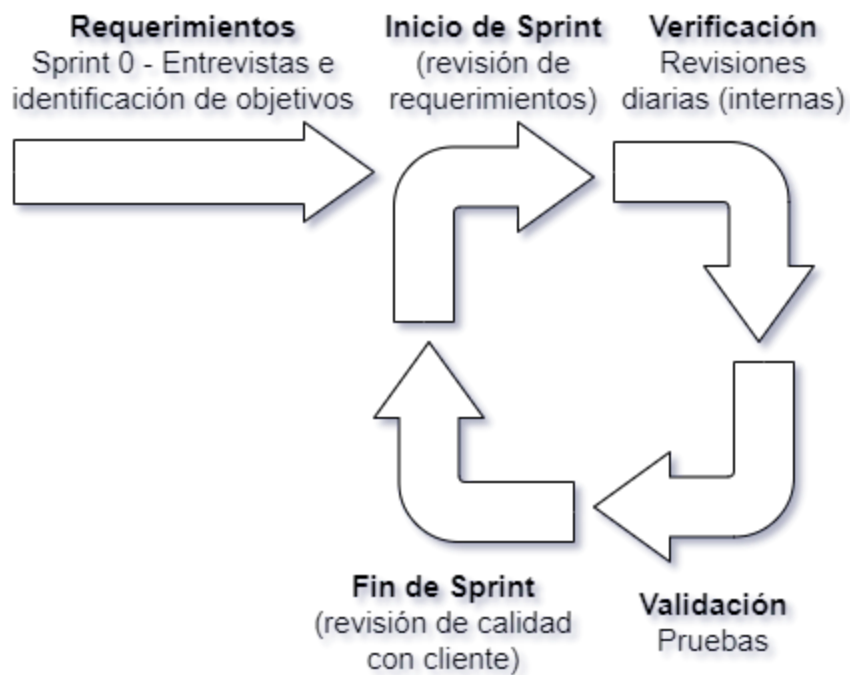 Requerimientos
Sprint 0 - Entrevistas e
identificación de objetivos
Inicio de Sprint
(revisión de
requerimientos)
Verificación
Revisiones
diarias (internas)
Fin de Sprint
(revisión de calidad
con cliente)
Validación
Pruebas